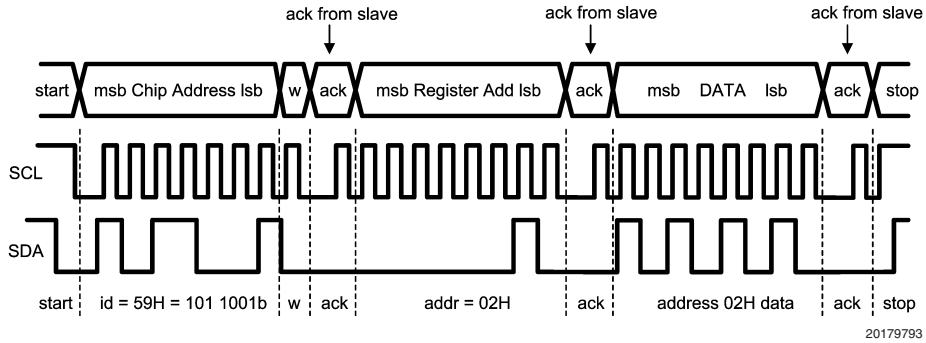 ack from slave ack from slave ack from slave
start msb Chip Address lsb w ack msb Register Add lsb ack msb DATA lsb ack stop
SCL
SDA
start id = 59H = 101 1001b w ack addr = 02H ack address 02H data ack stop
20179793